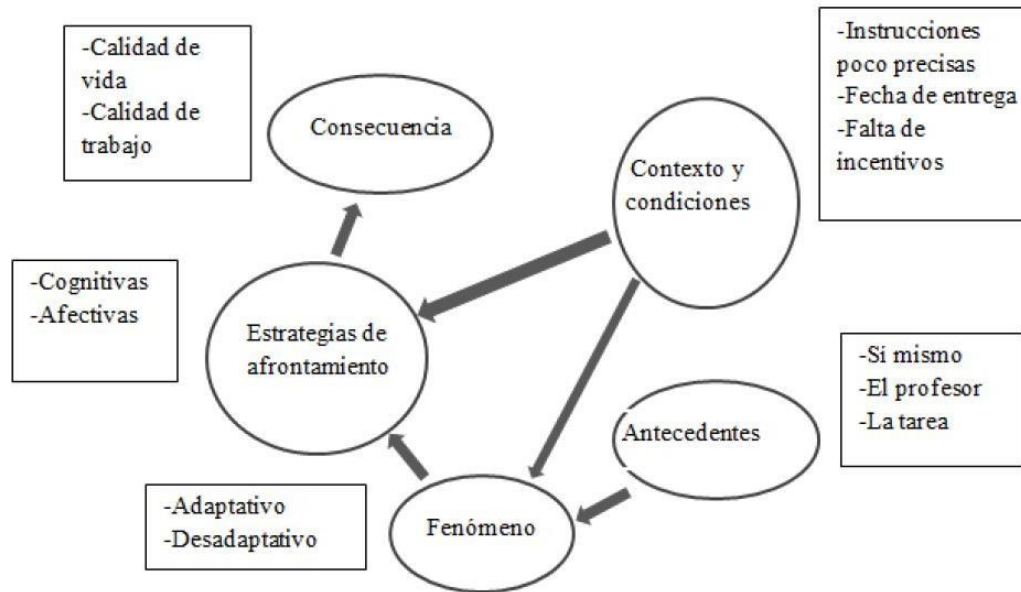 -Calidad de
vida
-Calidad de
trabajo
Consecuencia
-Instrucciones
poco precisas
-Fecha de entrega
-Falta de
incentivos
Contexto y
condiciones
-Cognitivas
-Afectivas
Estrategias de
afrontamiento
-Sí mismo
-El profesor
-La tarea
Antecedentes
-Adaptativo
-Desadaptativo
Fenómeno